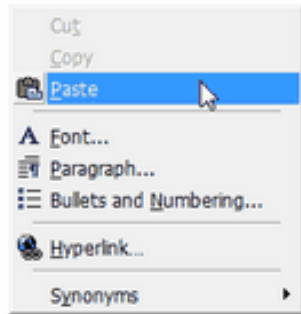 Cut
Copy
Paste
Font...
Paragraph...
Bullets and Numbering...
Hyperlink...
Synonyms